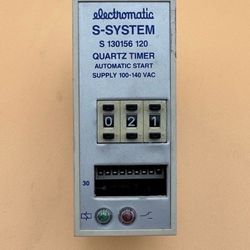 electromatic
S-SYSTEM
S 130156 120
QUARTZ TIMER
AUTOMATIC START
SUPPLY 100-140 VAC
0 2 1
30